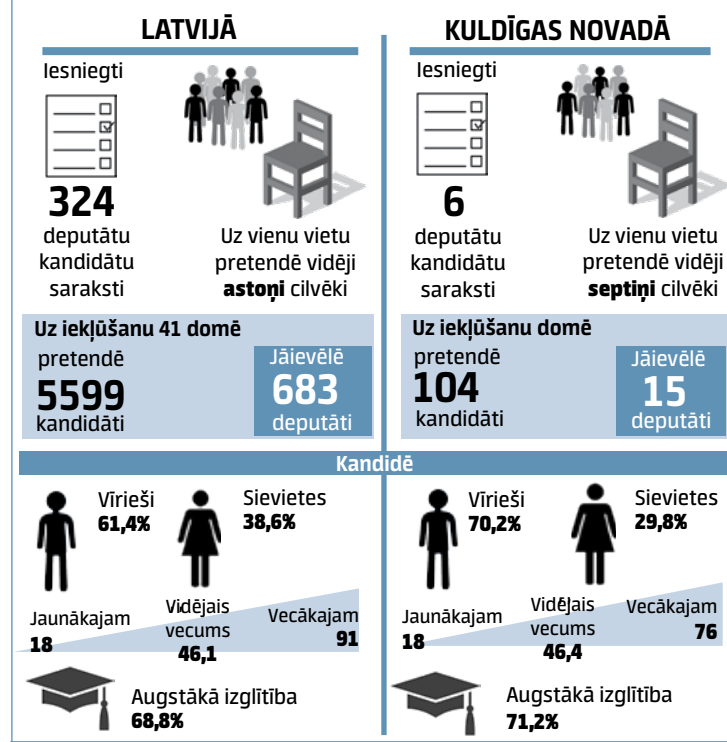 LATVIJĀ
Iesniegti
324
deputātu
kandidātu
saraksti
Uz vienu vietu
pretendē vidēji
astoņi cilvēki
Uz iekļūšanu 41 domē
pretendē
5599
kandidāti
Jāievēlē
683
deputāti
KULDĪGAS NOVADĀ
Iesniegti
6
deputātu
kandidātu
saraksti
Uz vienu vietu
pretendē vidēji
septiņi cilvēki
Uz iekļūšanu domē
pretendē
104
kandidāti
Jāievēlē
15
deputāti
Kandidē
Vīrieši
61,4%
Sievietes
38,6%
Jaunākajam
18
Vidējais
vecums
46,1
Vecākajam
91
Augstākā izglītība
68,8%
Vīrieši
70,2%
Sievietes
29,8%
Jaunākajam
18
Vidējais
vecums
46,4
Vecākajam
76
Augstākā izglītība
71,2%